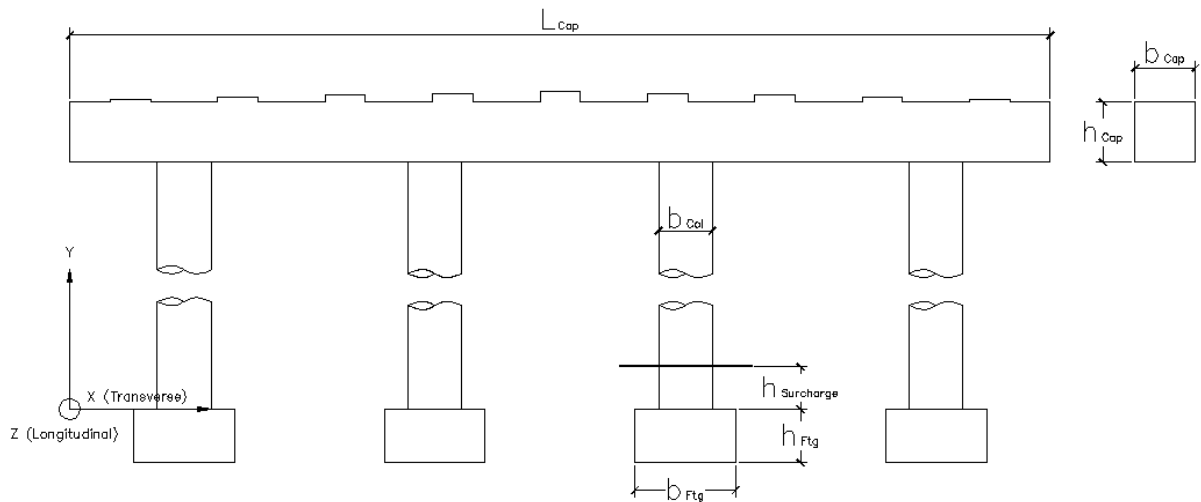 L Cap
b Cap
h Cap
b Col
Y
X (Transverse)
h Surcharge
Z (Longitudinal)
h Ftg
b Ftg